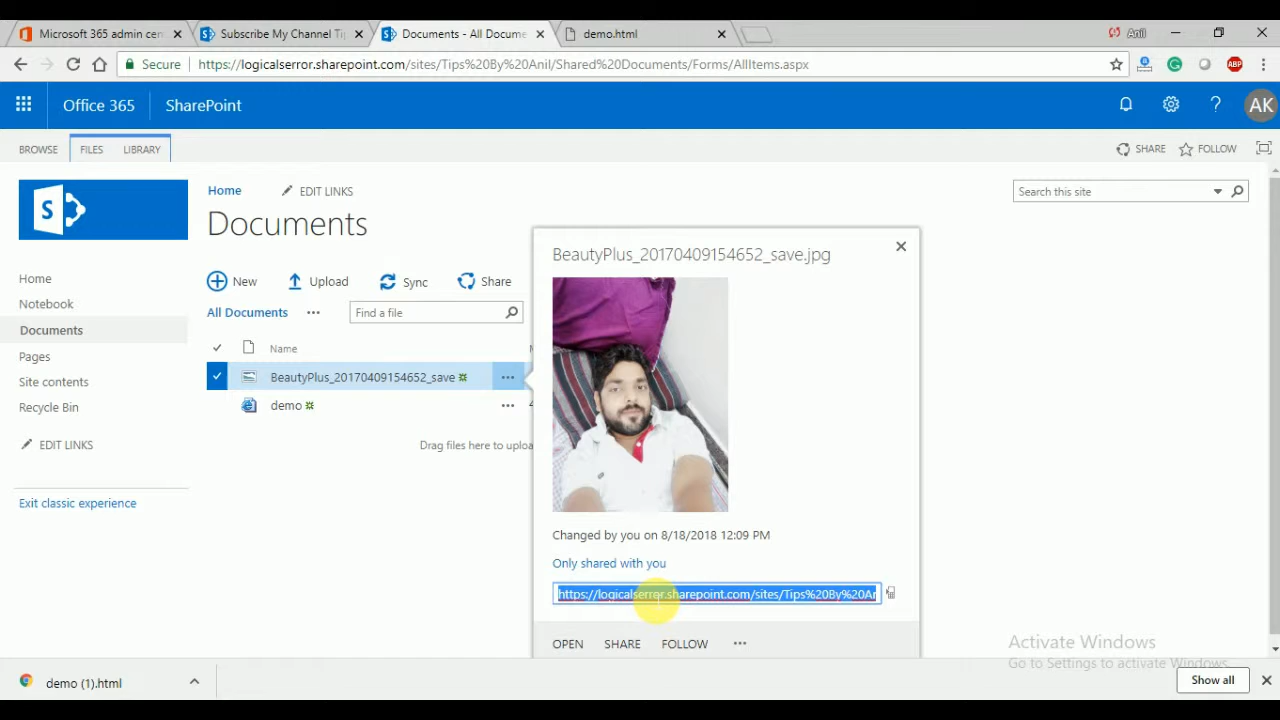 Microsoft 365 admin cen
Subscribe My Channel Tip
Documents - All Docume
demo.html
Anil
Secure
https://logicalserror.sharepoint.com/sites/Tips%20By%20Anil/Shared%20Documents/Forms/AllItems.aspx
ABP
Office 365
SharePoint
?
AK
BROWSE
FILES
LIBRARY
SHARE
FOLLOW
S
Home
EDIT LINKS
Search this site
Documents
New
Upload
Sync
Share
All Documents
...
Find a file
Name
BeautyPlus_20170409154652_save
...
demo
...
Drag files here to uploa
Home
Notebook
Documents
Pages
Site contents
Recycle Bin
EDIT LINKS
Exit classic experience
BeautyPlus_20170409154652_save.jpg
Changed by you on 8/18/2018 12:09 PM
Only shared with you
https://logicalserror.sharepoint.com/sites/Tips%20By%20An
OPEN
SHARE
FOLLOW
...
Activate Windows
Go to Settings to activate Windows.
demo (1).html
Show all